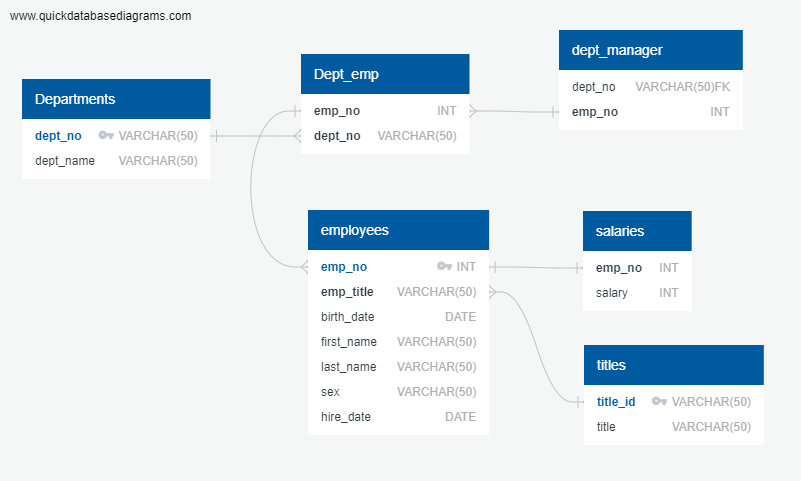 www.quickdatabasediagrams.com
Departments
dept_no VARCHAR(50)
dept_name VARCHAR(50)
Dept_emp
emp_no INT
dept_no VARCHAR(50)
dept_manager
dept_no VARCHAR(50)FK
emp_no INT
employees
emp_no INT
emp_title VARCHAR(50)
birth_date DATE
first_name VARCHAR(50)
last_name VARCHAR(50)
sex VARCHAR(50)
hire_date DATE
salaries
emp_no INT
salary INT
titles
title_id VARCHAR(50)
title VARCHAR(50)